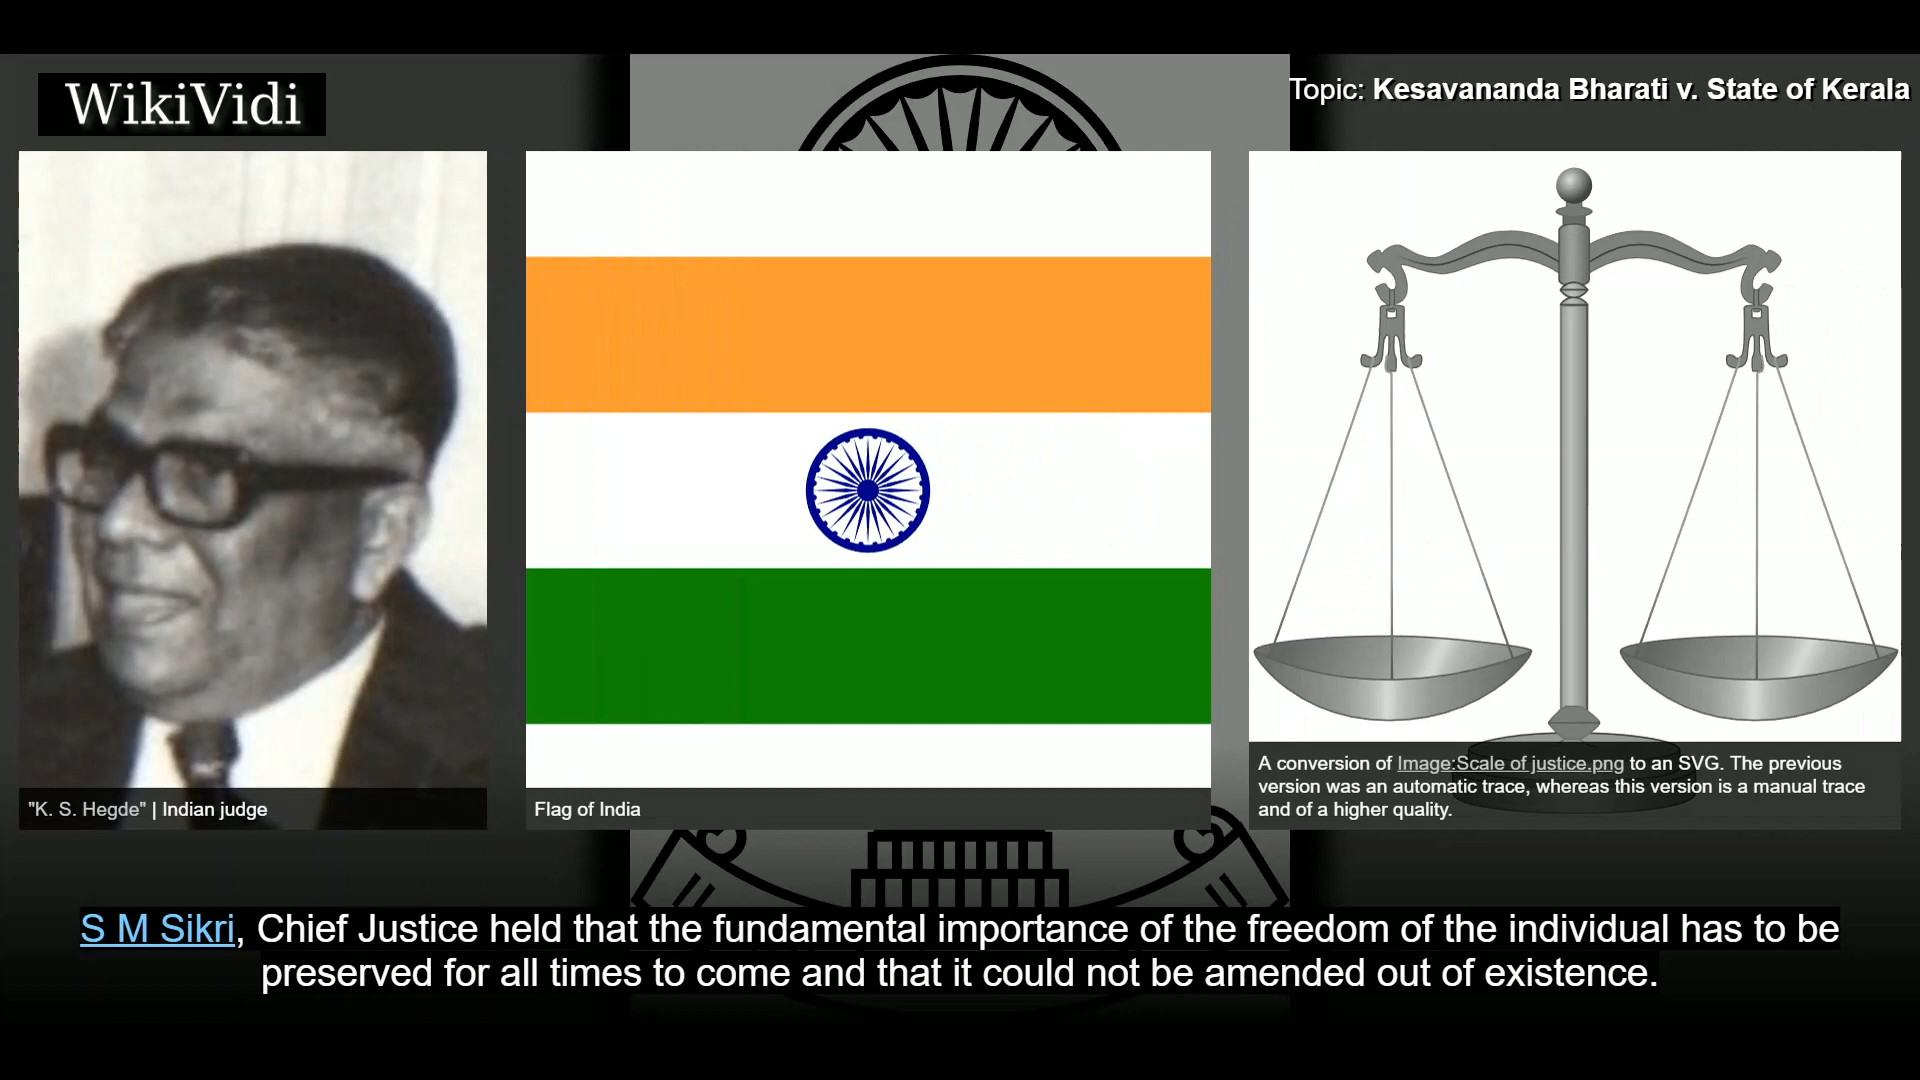 WikiVidi
Topic: Kesavananda Bharati v. State of Kerala
"K. S. Hegde" | Indian judge
Flag of India
A conversion of Image:Scale of justice.png to an SVG. The previous
version was an automatic trace, whereas this version is a manual trace
and of a higher quality.
S M Sikri, Chief Justice held that the fundamental importance of the freedom of the individual has to be
preserved for all times to come and that it could not be amended out of existence.